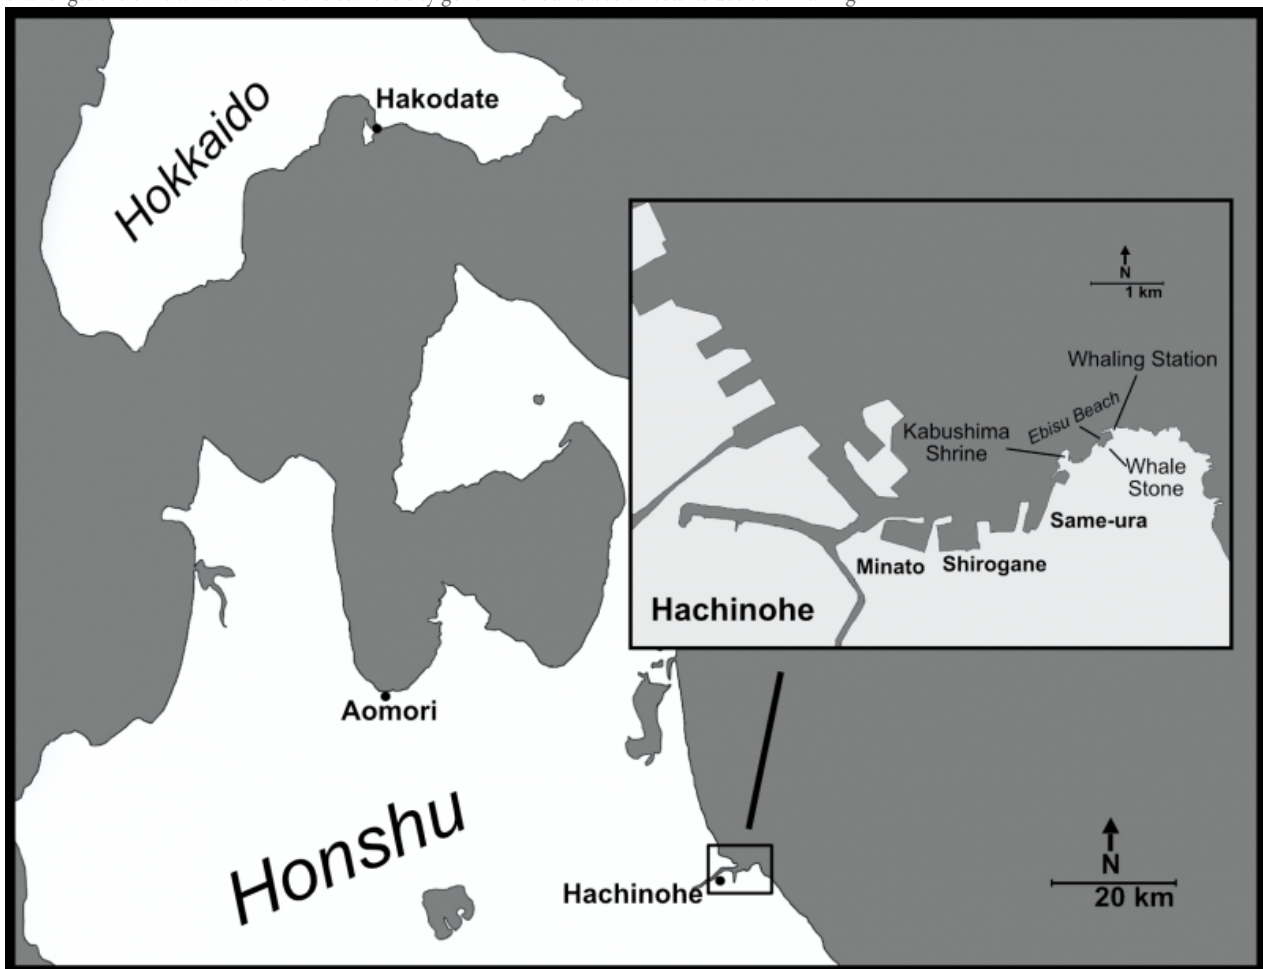 Hakodate
Hokkaido
N
1 km
Whaling Station
Ebisu Beach
Kabushima
Shrine
Whale
Stone
Same-ura
Minato
Shirogane
Hachinohe
Aomori
Honshu
Hachinohe
N
20 km